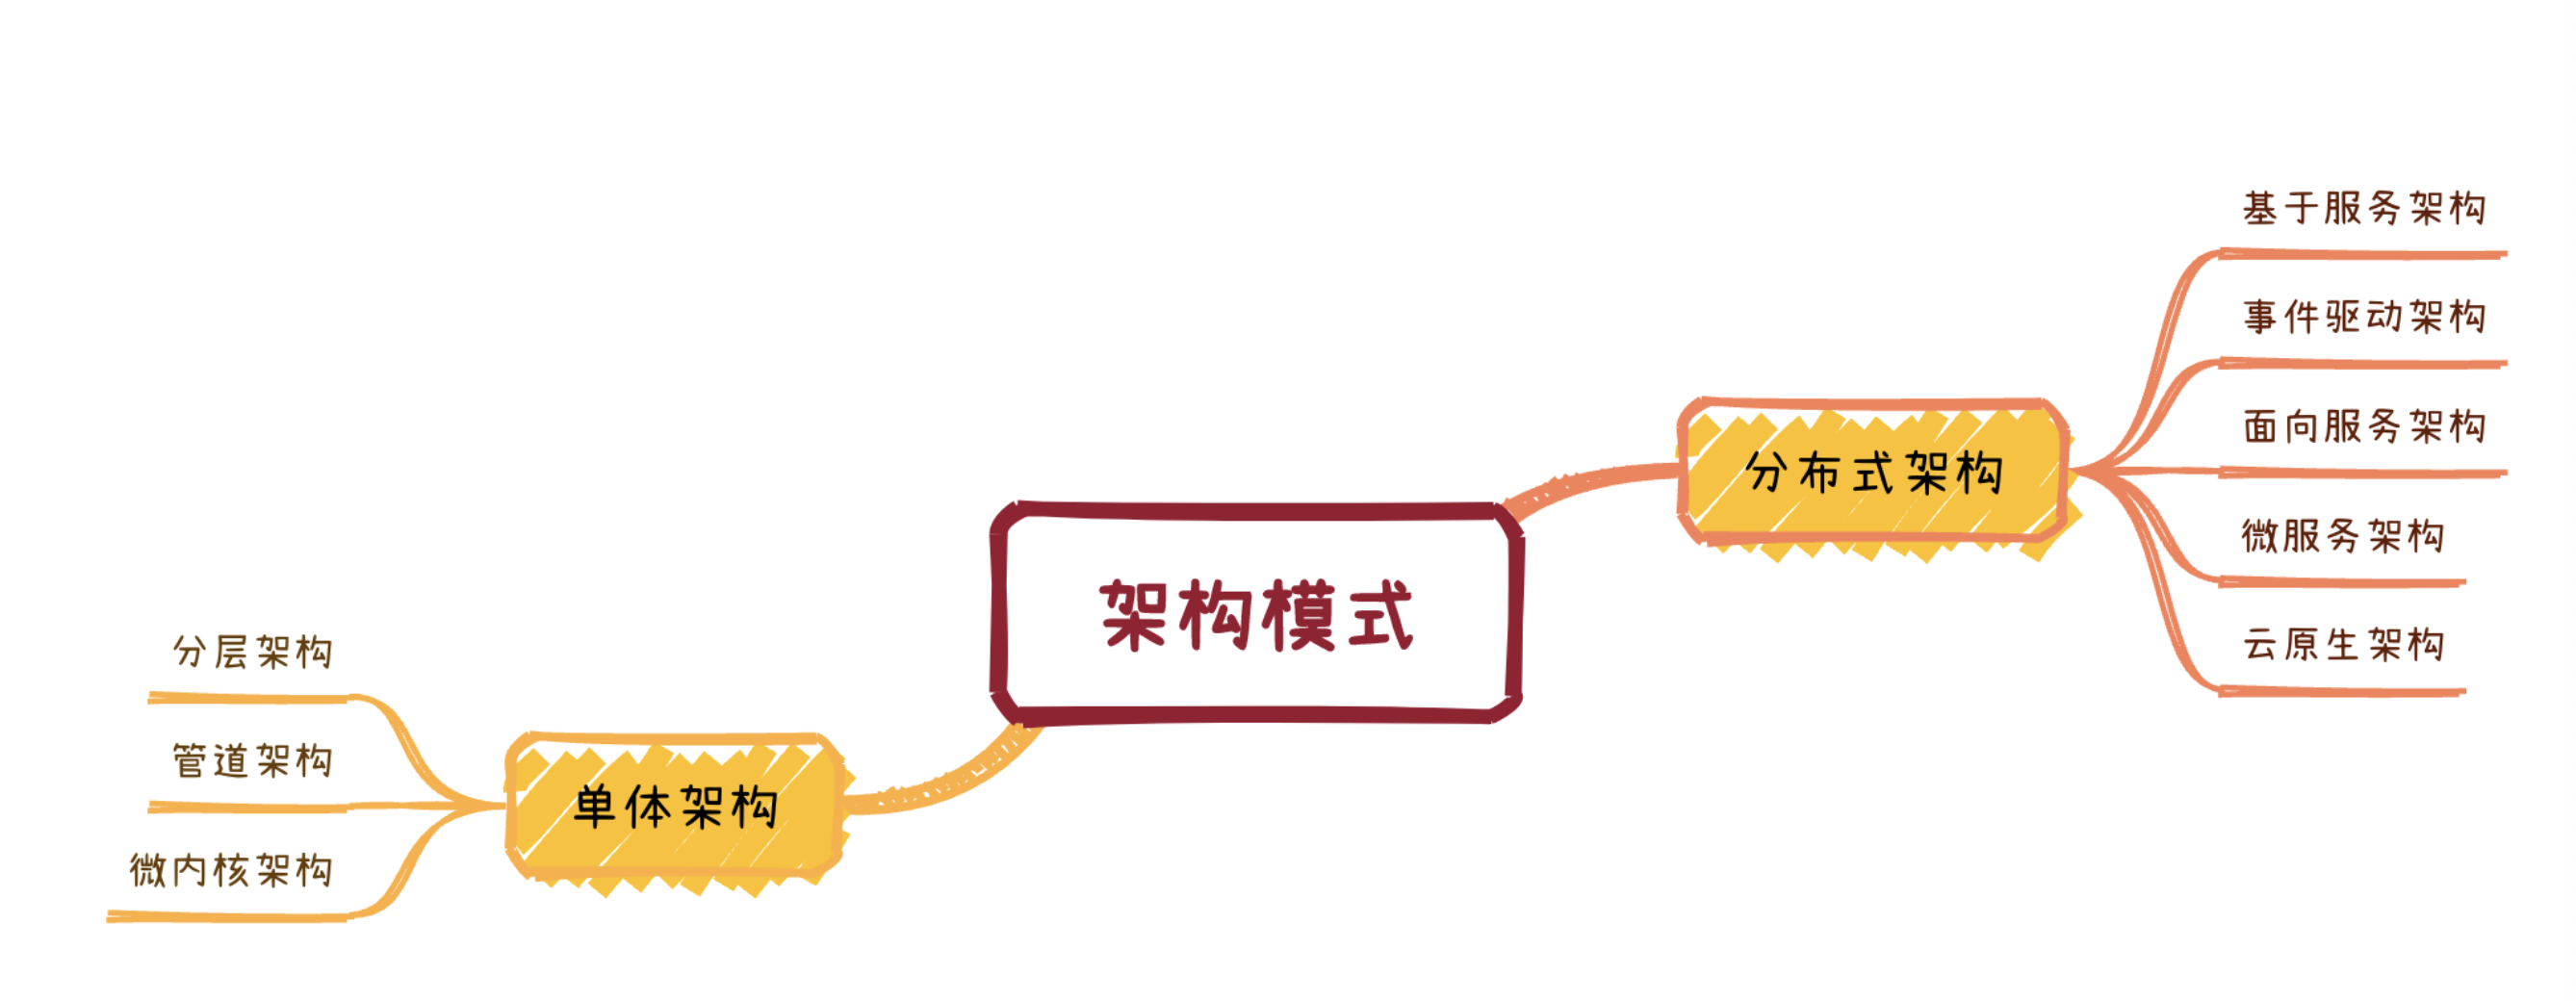 架构模式
分布式架构
基于服务架构
事件驱动架构
面向服务架构
微服务架构
云原生架构
单体架构
分层架构
管道架构
微内核架构